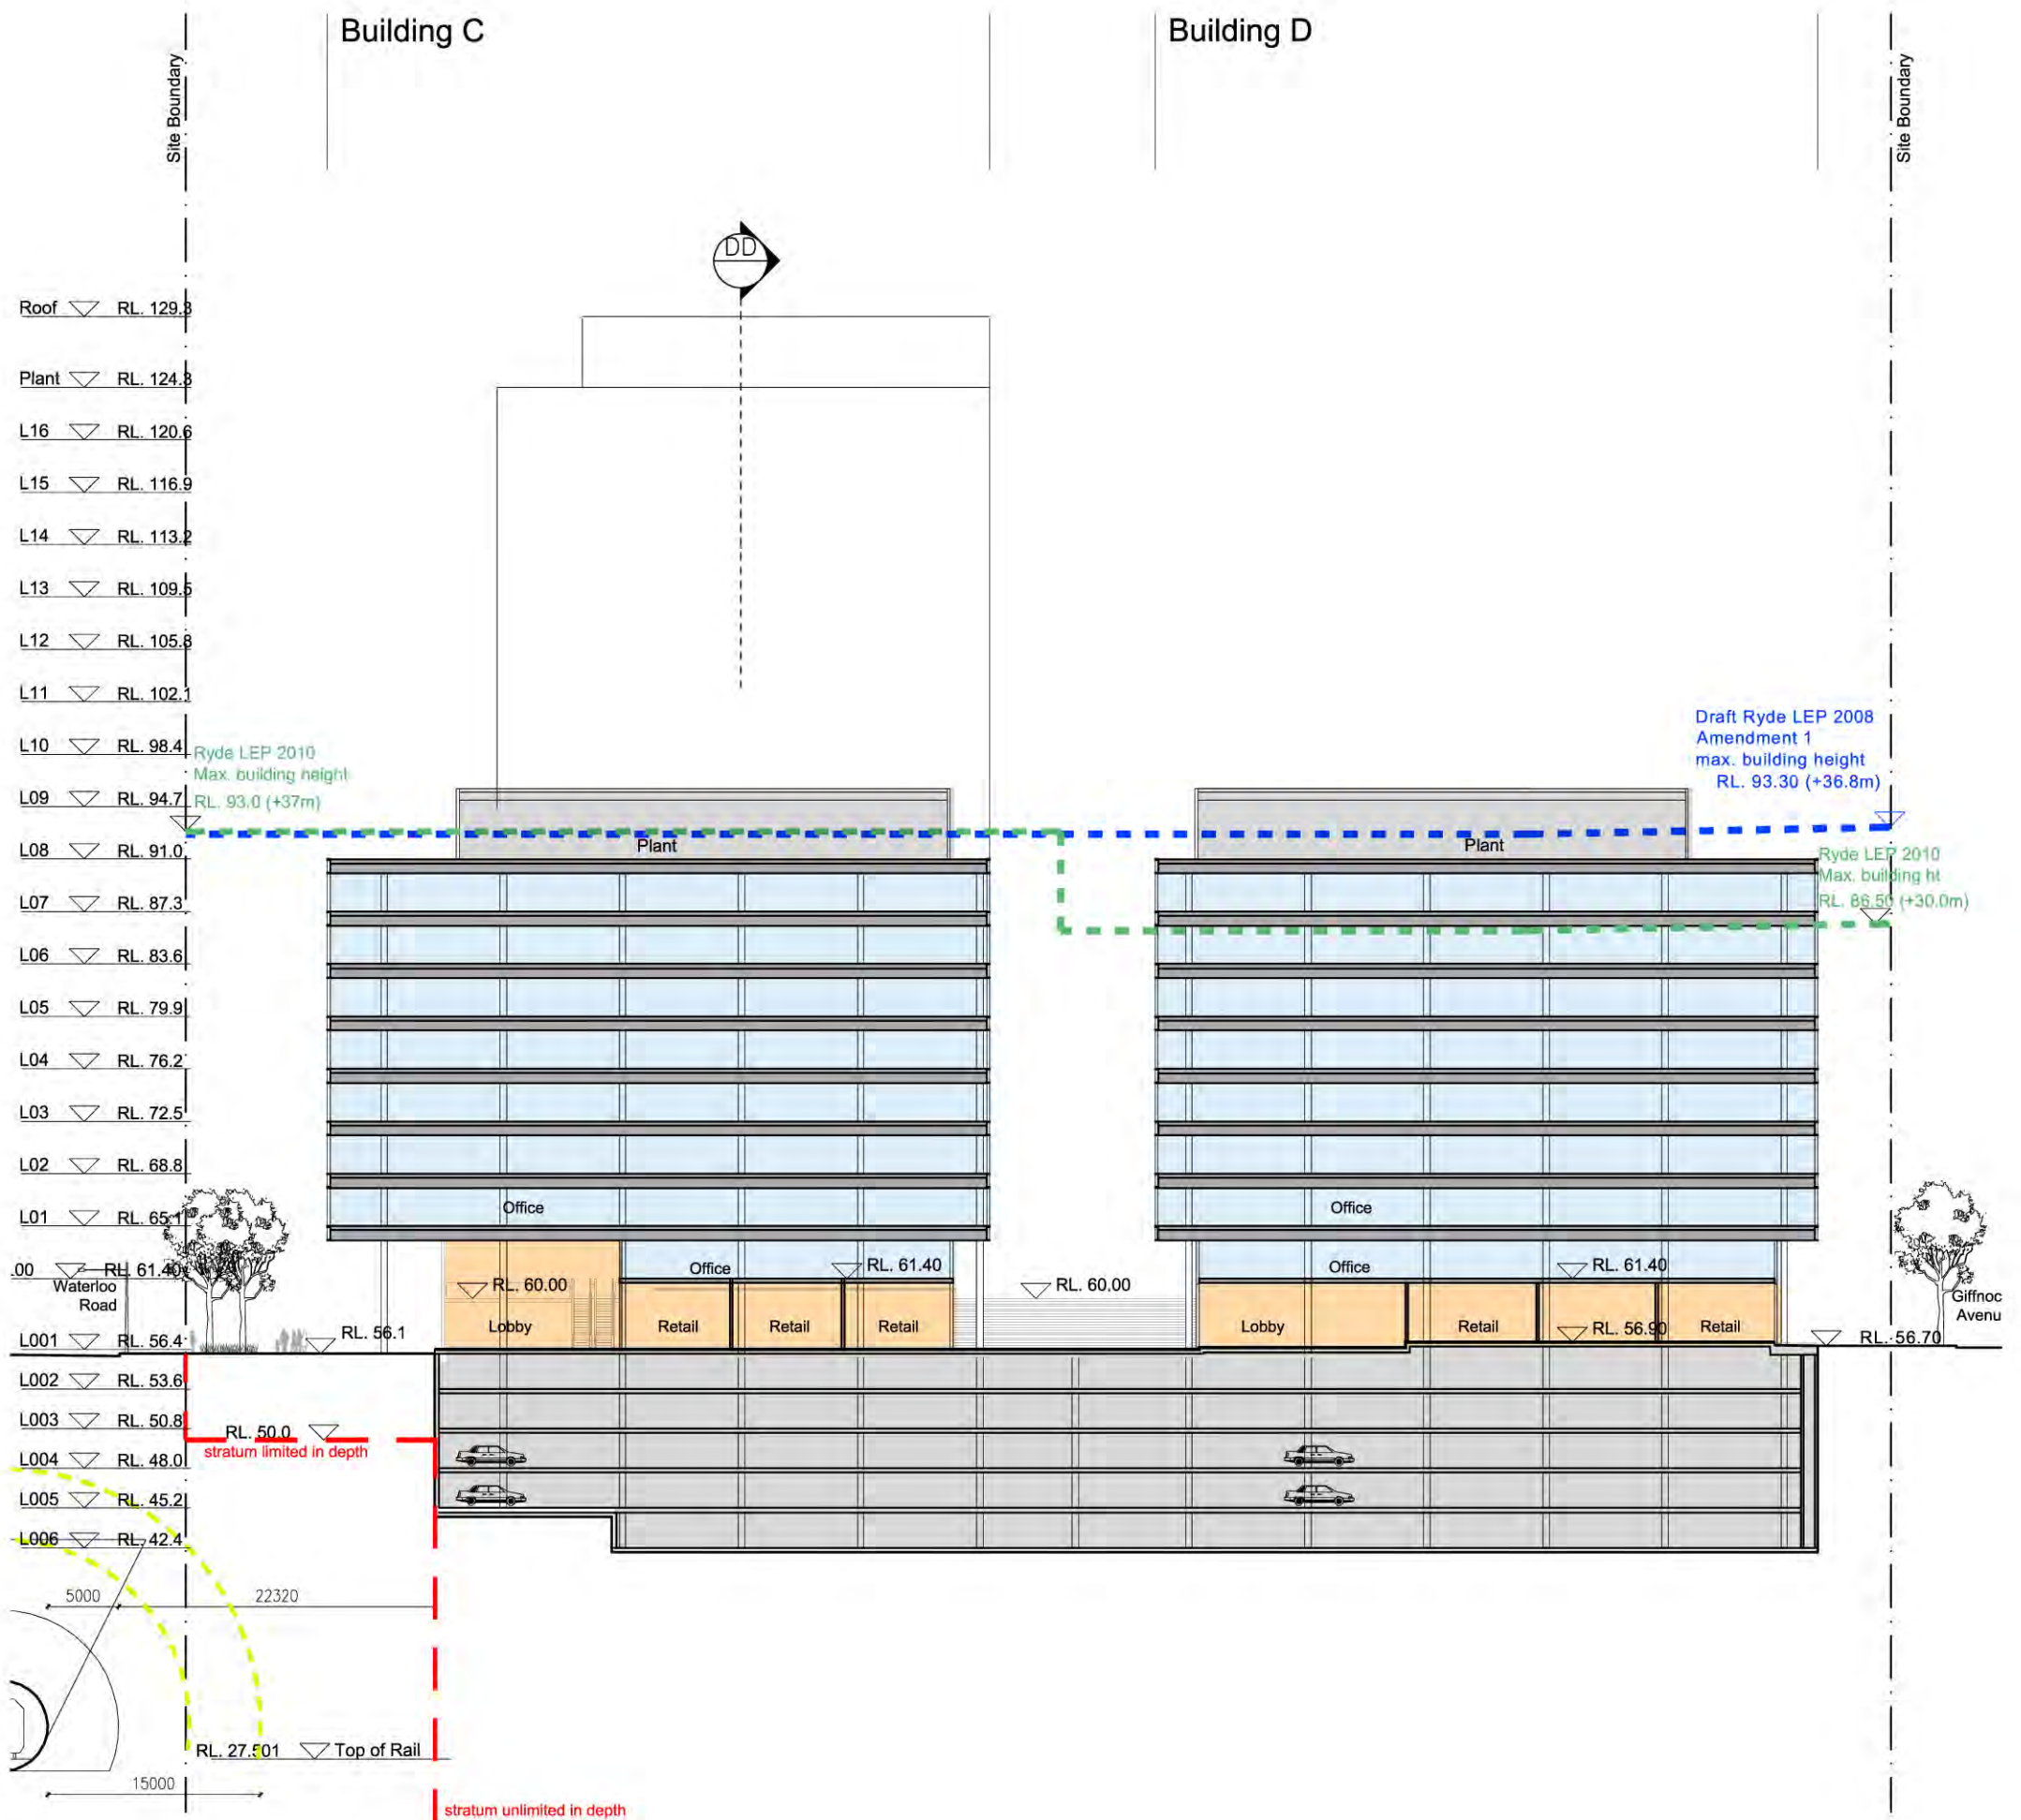 Building C
Building D
Site Boundary
Site Boundary
DD
Roof RL. 129.3
Plant RL. 124.3
L16 RL. 120.6
L15 RL. 116.9
L14 RL. 113.2
L13 RL. 109.5
L12 RL. 105.8
L11 RL. 102.1
L10 RL. 98.4
Ryde LEP 2010
Max. building height
RL. 93.0 (+37m)
Draft Ryde LEP 2008
Amendment 1
max. building height
RL. 93.30 (+36.8m)
L09 RL. 94.7
Plant
Plant
L08 RL. 91.0
Ryde LEP 2010
Max. building ht
RL. 86.50 (+30.0m)
L07 RL. 87.3
L06 RL. 83.6
L05 RL. 79.9
L04 RL. 76.2
L03 RL. 72.5
L02 RL. 68.8
L01 RL. 65.1
Office
Office
.00 RL. 61.40
Waterloo
Road
Office
RL. 61.40
Office
RL. 61.40
RL. 60.00
RL. 60.00
Giffnoc
Avenu
Lobby
Retail
Retail
Retail
Lobby
Retail
RL. 56.90
Retail
L001 RL. 56.4
RL. 56.1
RL. 56.70
L002 RL. 53.6
L003 RL. 50.8
RL. 50.0
stratum limited in depth
L004 RL. 48.0
L005 RL. 45.2
L006 RL. 42.4
5000
22320
RL. 27.501 Top of Rail
15000
stratum unlimited in depth